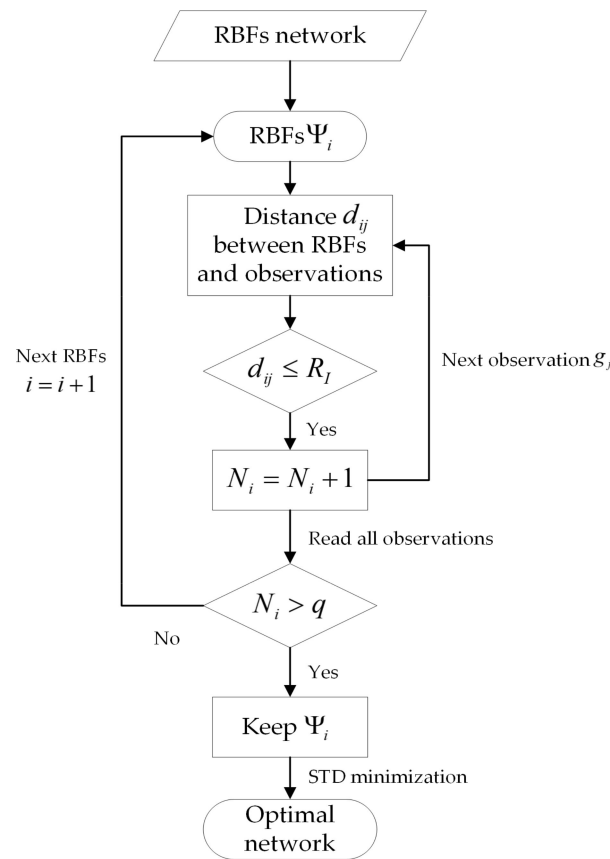 RBFs network
RBFs Ψ_i
Distance d_ij
between RBFs
and observations
Next RBFs
i = i+1
Next observation g_j
d_ij ≤ R_I
Yes
N_i = N_i + 1
Read all observations
N_i > q
No
Yes
Keep Ψ_i
STD minimization
Optimal
network